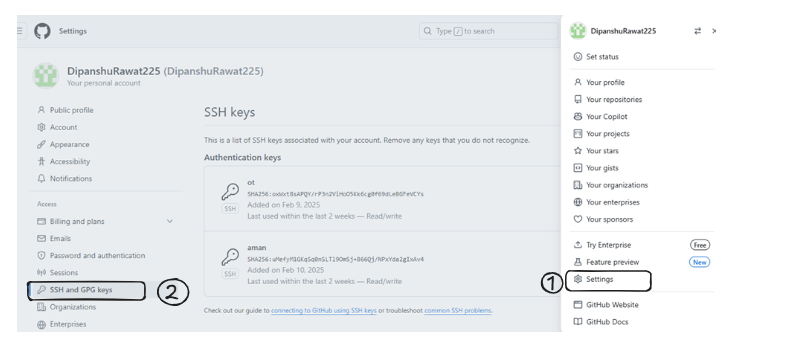 Settings
Type / to search
DipanshuRawat225 (DipanshuRawat225)
Your personal account
Public profile
Account
Appearance
Accessibility
Notifications
Access
Billing and plans
Emails
Password and authentication
Sessions
SSH and GPG keys
2
Organizations
Enterprises
SSH keys
This is a list of SSH keys associated with your account. Remove any keys that you do not recognize.
Authentication keys
ot
SSH
Added on Feb 9, 2025
Last used within the last 2 weeks — Read/write
aman
SSH
Added on Feb 10, 2025
Last used within the last 2 weeks — Read/write
Check out our guide to connecting to GitHub using SSH keys or troubleshoot common SSH problems.
DipanshuRawat225
Set status
Your profile
Your repositories
Your Copilot
Your projects
Your stars
Your gists
Your organizations
Your enterprises
Your sponsors
Try Enterprise Free
Feature preview New
1 Settings
GitHub Website
GitHub Docs